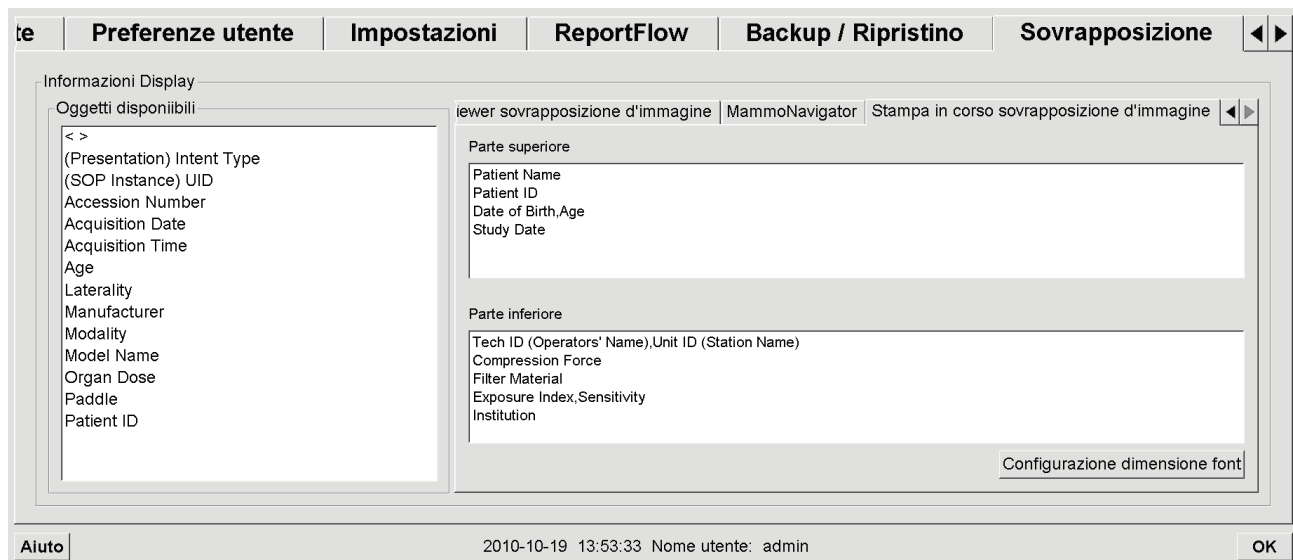 te Preferenze utente Impostazioni ReportFlow Backup / Ripristino Sovrapposizione
Informazioni Display
Oggetti disponiibili
< >
(Presentation) Intent Type
(SOP Instance) UID
Accession Number
Acquisition Date
Acquisition Time
Age
Laterality
Manufacturer
Modality
Model Name
Organ Dose
Paddle
Patient ID
iewer sovrapposizione d'immagine MammoNavigator Stampa in corso sovrapposizione d'immagine
Parte superiore
Patient Name
Patient ID
Date of Birth,Age
Study Date
Parte inferiore
Tech ID (Operators' Name),Unit ID (Station Name)
Compression Force
Filter Material
Exposure Index,Sensitivity
Institution
Configurazione dimensione font
Aiuto 2010-10-19 13:53:33 Nome utente: admin OK